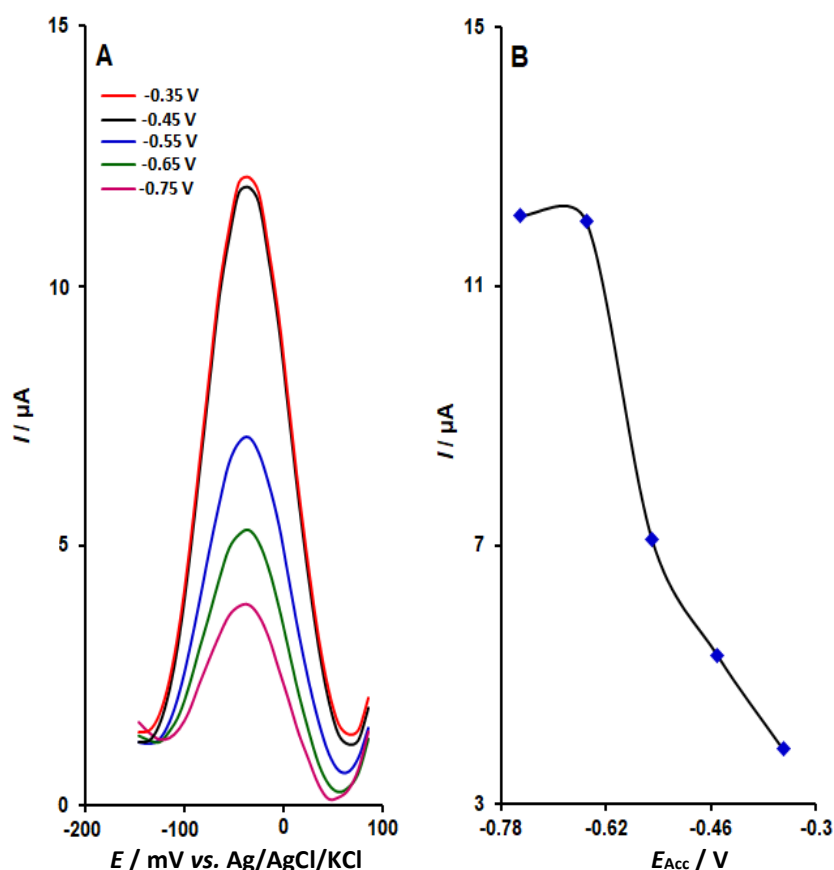 A
15
10
5
0
-200
-100
0
100
-0.35 V
-0.45 V
-0.55 V
-0.65 V
-0.75 V
I / µA
E / mV vs. Ag/AgCl/KCl
B
15
11
7
3
-0.78
-0.62
-0.46
-0.3
I / µA
EAcc / V